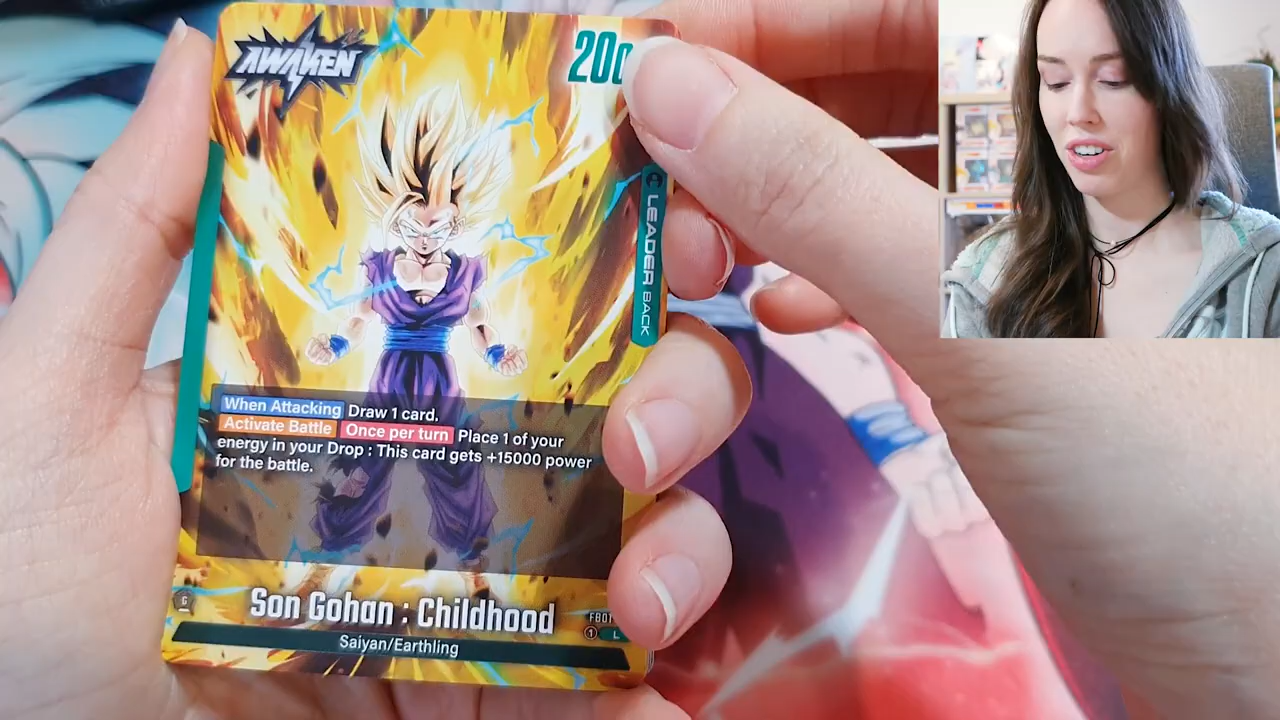 AWAKEN
LEADER BACK
When Attacking Draw 1 card.
Activate Battle Once per turn Place 1 of your
energy in your Drop : This card gets +15000 power
for the battle.
Son Gohan : Childhood
FB01
1 L
Saiyan/Earthling
G